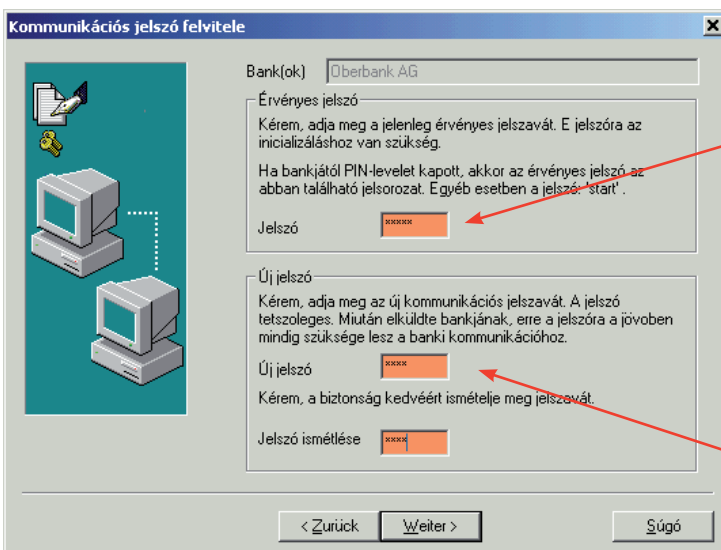 Kommunikációs jelszó felvitele
Bank(ok) Oberbank AG
Érvényes jelszó
Kérem, adja meg a jelenleg érvényes jelszavát. E jelszóra az
inicializáláshoz van szükség.
Ha bankjától PIN-levelet kapott, akkor az érvényes jelszó az
abban található jelsorozat. Egyéb esetben a jelszó: 'start' .
Jelszó *****
Új jelszó
Kérem, adja meg az új kommunikációs jelszavát. A jelszó
tetszoleges. Miután elküldte bankjának, erre a jelszóra a jövoben
mindig szüksége lesz a banki kommunikációhoz.
Új jelszó ****
Kérem, a biztonság kedvéért ismételje meg jelszavát.
Jelszó ismétlése ****
< Zurück Weiter > Súgó